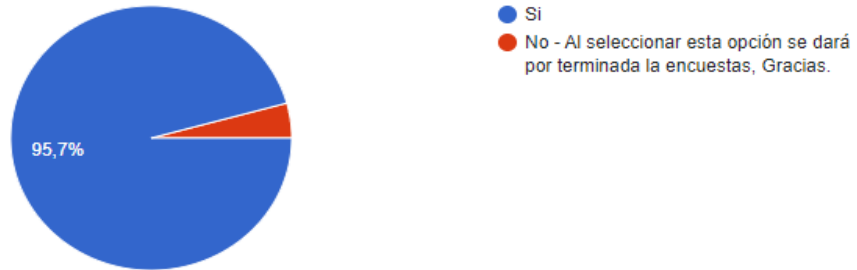 Si
No - Al seleccionar esta opción se dará
por terminada la encuestas, Gracias.
95,7%